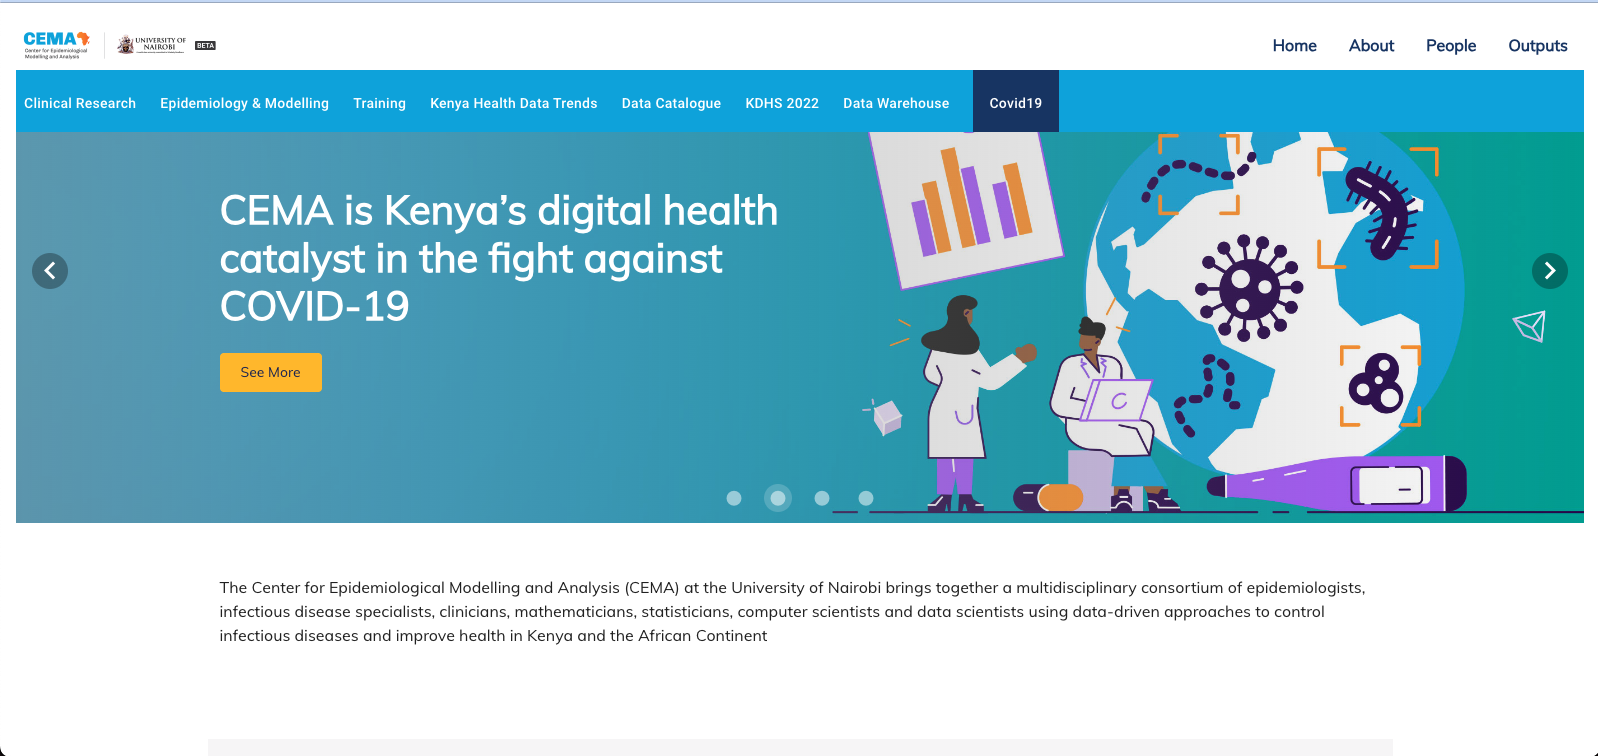 CEMA
Center for Epidemiological
Modelling and Analysis
UNIVERSITY OF
NAIROBI
BETA
Home
About
People
Outputs
Clinical Research
Epidemiology & Modelling
Training
Kenya Health Data Trends
Data Catalogue
KDHS 2022
Data Warehouse
Covid19
CEMA is Kenya’s digital health
catalyst in the fight against
COVID-19
See More
The Center for Epidemiological Modelling and Analysis (CEMA) at the University of Nairobi brings together a multidisciplinary consortium of epidemiologists,
infectious disease specialists, clinicians, mathematicians, statisticians, computer scientists and data scientists using data-driven approaches to control
infectious diseases and improve health in Kenya and the African Continent